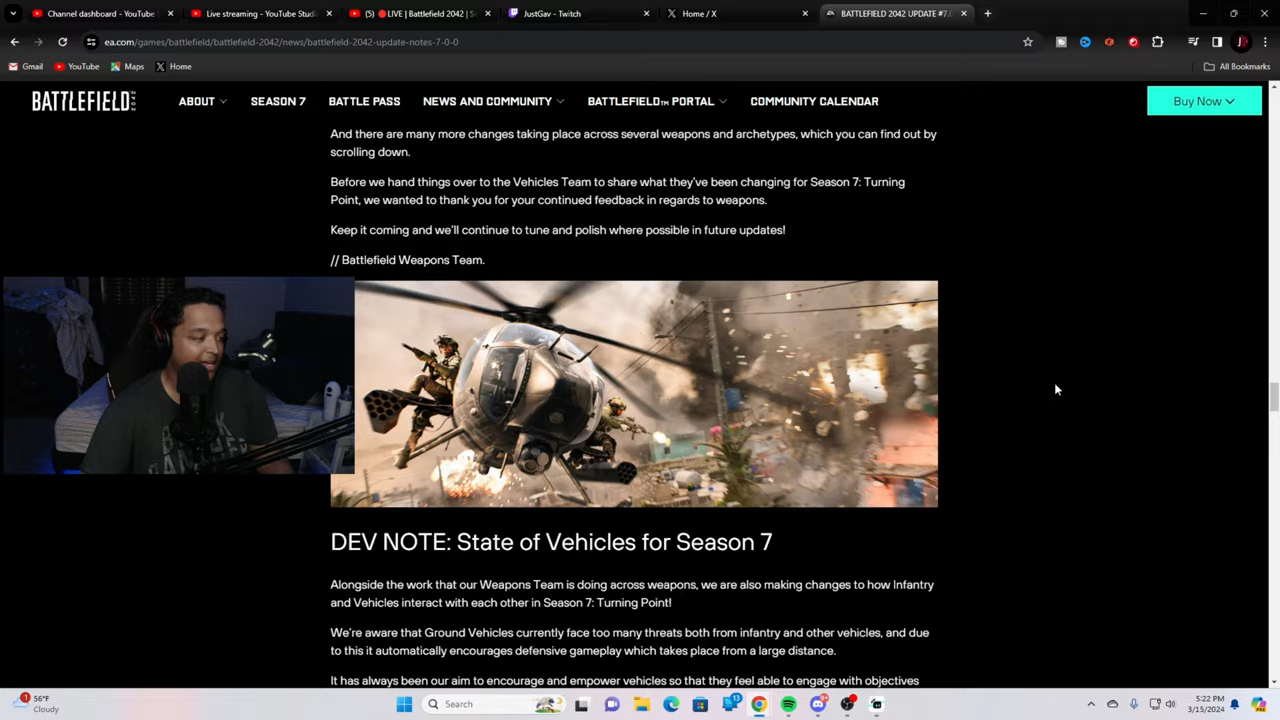 Channel dashboard - YouTube
Live streaming - YouTube Studi
(5) 🔴LIVE | Battlefield 2042 | S
JustGav - Twitch
Home / X
BATTLEFIELD 2042 UPDATE #7.
ea.com/games/battlefield/battlefield-2042/news/battlefield-2042-update-notes-7-0-0
Gmail
YouTube
Maps
Home
All Bookmarks
BATTLEFIELD
ABOUT
SEASON 7
BATTLE PASS
NEWS AND COMMUNITY
BATTLEFIELD™ PORTAL
COMMUNITY CALENDAR
Buy Now
And there are many more changes taking place across several weapons and archetypes, which you can find out by
scrolling down.
Before we hand things over to the Vehicles Team to share what they've been changing for Season 7: Turning
Point, we wanted to thank you for your continued feedback in regards to weapons.
Keep it coming and we'll continue to tune and polish where possible in future updates!
// Battlefield Weapons Team.
DEV NOTE: State of Vehicles for Season 7
Alongside the work that our Weapons Team is doing across weapons, we are also making changes to how Infantry
and Vehicles interact with each other in Season 7: Turning Point!
We're aware that Ground Vehicles currently face too many threats both from infantry and other vehicles, and due
to this it automatically encourages defensive gameplay which takes place from a large distance.
It has always been our aim to encourage and empower vehicles so that they feel able to engage with objectives
1
56°F
Cloudy
Search
13
5:22 PM
3/15/2024